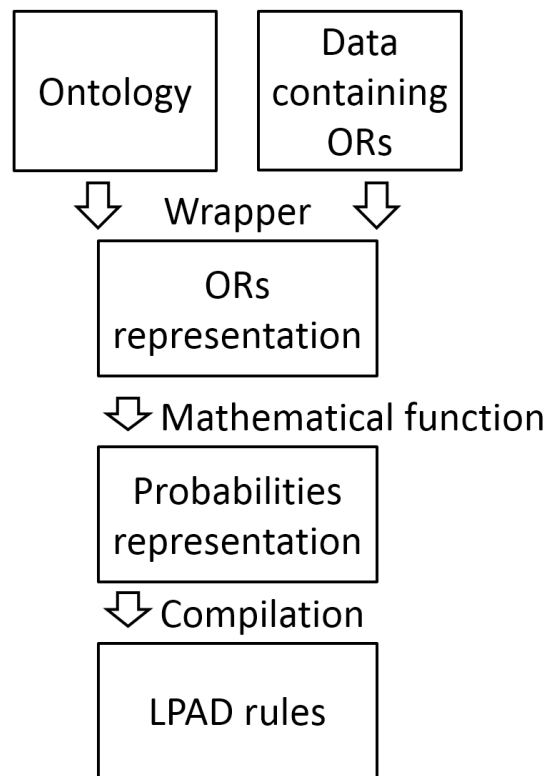 Ontology
Data
containing
ORs
Wrapper
ORs
representation
Mathematical function
Probabilities
representation
Compilation
LPAD rules